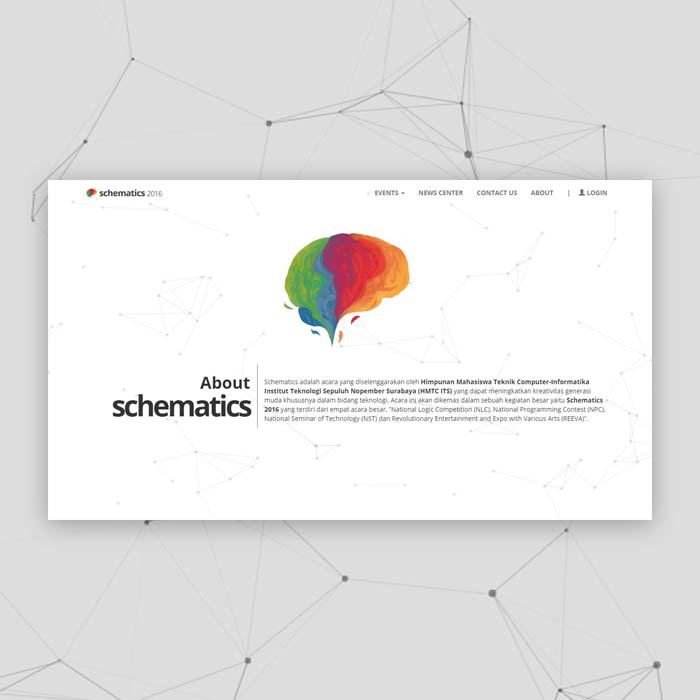 schematics 2016
EVENTS NEWS CENTER CONTACT US ABOUT | LOGIN
About
schematics
Schematics adalah acara yang diselenggarakan oleh Himpunan Mahasiswa Teknik Computer-Informatika
Institut Teknologi Sepuluh Nopember Surabaya (HMTC ITS) yang dapat meningkatkan kreativitas generasi
muda khususnya dalam bidang teknologi. Acara ini akan dikemas dalam sebuah kegiatan besar yaitu Schematics
2016 yang terdiri dari empat acara besar, "National Logic Competition (NLC), National Programming Contest (NPC),
National Seminar of Technology (NST) dan Revolutionary Entertainment and Expo with Various Arts (REEVA)".